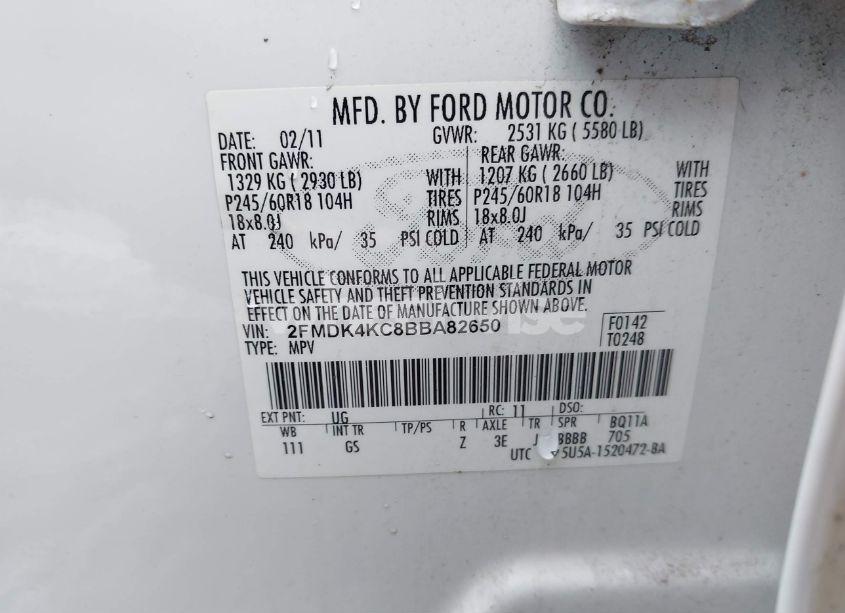 MFD. BY FORD MOTOR CO.
DATE: 02/11 GVWR: 2531 KG ( 5580 LB)
FRONT GAWR: REAR GAWR:
1329 KG ( 2930 LB) WITH 1207 KG ( 2660 LB) WITH
P245/60R18 104H TIRES P245/60R18 104H TIRES
18x8.0J RIMS 18x8.0J RIMS
AT 240 kPa/ 35 PSI COLD AT 240 kPa/ 35 PSI COLD
THIS VEHICLE CONFORMS TO ALL APPLICABLE FEDERAL MOTOR
VEHICLE SAFETY AND THEFT PREVENTION STANDARDS IN
EFFECT ON THE DATE OF MANUFACTURE SHOWN ABOVE.
VIN: 2FMDK4KC8BBA82650 F0142
TYPE: MPV T0248
EXT PNT: UG RC: 11 DSO:
WB INT TR TP/PS R AXLE TR SPR BQ11A
111 GS Z 3E J BBBB 705
UTC 5U5A-1520472-BA